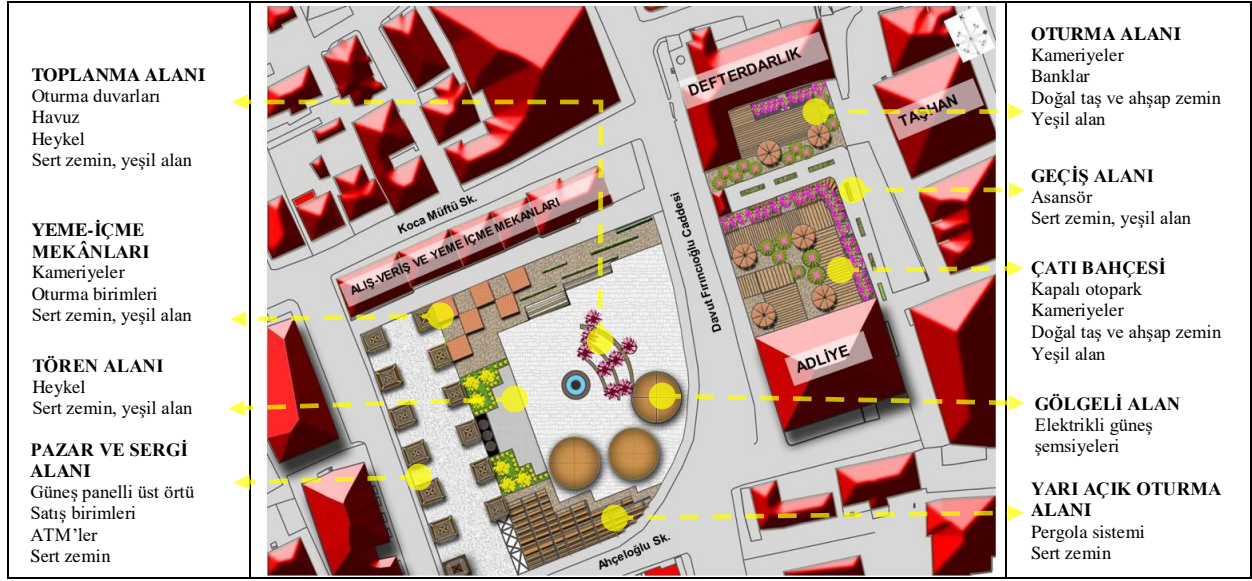 TOPLANMA ALANI
Oturma duvarları
Havuz
Heykel
Sert zemin, yeşil alan
YEME-İÇME
MEKÂNLARI
Kameriyeler
Oturma birimleri
Sert zemin, yeşil alan
TÖREN ALANI
Heykel
Sert zemin, yeşil alan
PAZAR VE SERGİ
ALANI
Güneş panelli üst örtü
Satış birimleri
ATM’ler
Sert zemin
DEFTERDARLIK
TAŞHAN
Koca Müftü Sk.
ALIŞ-VERİŞ VE YEME İÇME MEKANLARI
Davut Fırıncıoğlu Caddesi
ADLİYE
Ahçeloğlu Sk.
OTURMA ALANI
Kameriyeler
Banklar
Doğal taş ve ahşap zemin
Yeşil alan
GEÇİŞ ALANI
Asansör
Sert zemin, yeşil alan
ÇATI BAHÇESİ
Kapalı otopark
Kameriyeler
Doğal taş ve ahşap zemin
Yeşil alan
GÖLGELİ ALAN
Elektrikli güneş
şemsiyeleri
YARI AÇIK OTURMA
ALANI
Pergola sistemi
Sert zemin